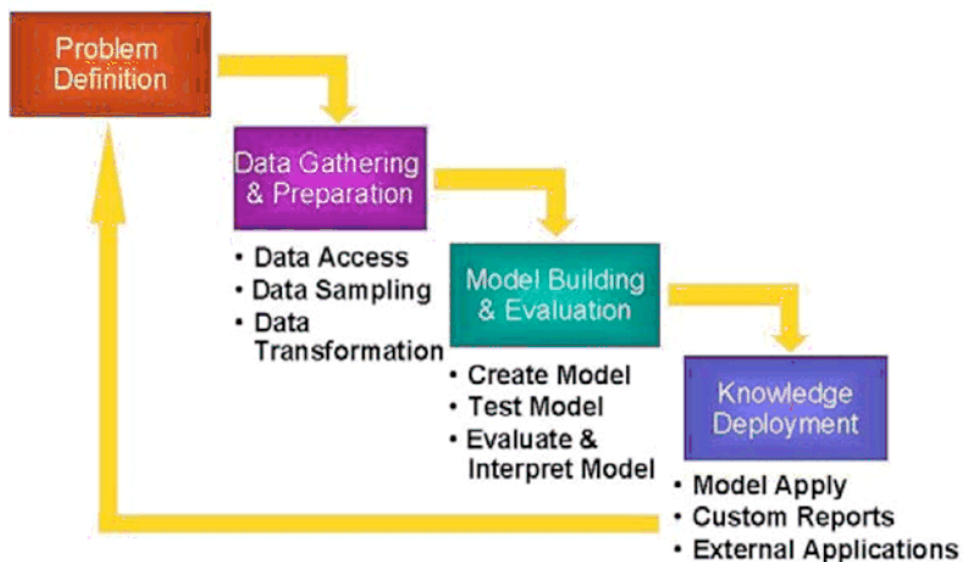 Problem
Definition
Data Gathering
& Preparation
• Data Access
• Data Sampling
• Data
Transformation
Model Building
& Evaluation
• Create Model
• Test Model
• Evaluate &
Interpret Model
Knowledge
Deployment
• Model Apply
• Custom Reports
• External Applications